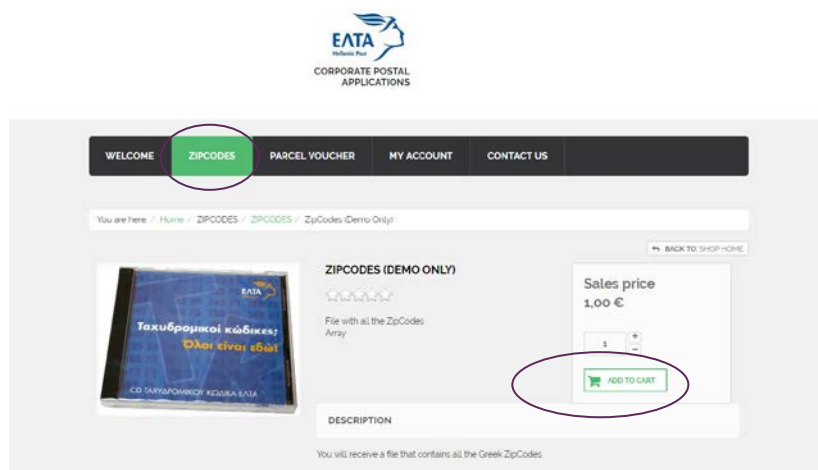 ΕΛΤΑ
Hellenic Post
CORPORATE POSTAL
APPLICATIONS
WELCOME ZIPCODES PARCEL VOUCHER MY ACCOUNT CONTACT US
You are here / Home / ZIPCODES / ZIPCODES / ZipCodes (Demo Only)
BACK TO: SHOP HOME
ZIPCODES (DEMO ONLY)
File with all the ZipCodes
Array
Sales price
1,00 €
1
+
−
ADD TO CART
ΕΛΤΑ
Ταχυδρομικοί κώδικες;
Όλοι είναι εδώ!
CD ΤΑΧΥΔΡΟΜΙΚΟΥ ΚΩΔΙΚΑ ΕΛΤΑ
DESCRIPTION
You will receive a file that contains all the Greek ZipCodes